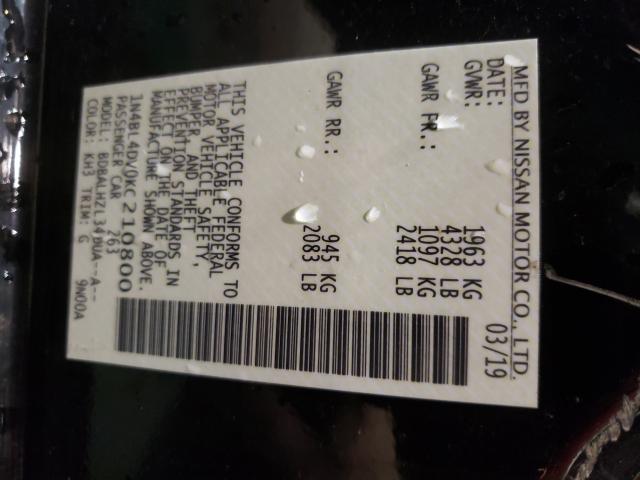 MFD BY NISSAN MOTOR CO., LTD.
DATE: 03/19
GVWR: 1963 KG
4328 LB
GAWR FR.: 1097 KG
2418 LB
GAWR RR.: 945 KG
2083 LB
THIS VEHICLE CONFORMS TO
ALL APPLICABLE FEDERAL
MOTOR VEHICLE SAFETY,
BUMPER, AND THEFT
PREVENTION STANDARDS IN
EFFECT ON THE DATE OF
MANUFACTURE SHOWN ABOVE.
1N4BL4DV0KC210800
PASSENGER CAR 263
MODEL: BDBALHZL34DUA--A--
COLOR: KH3 TRIM: G 9N00A